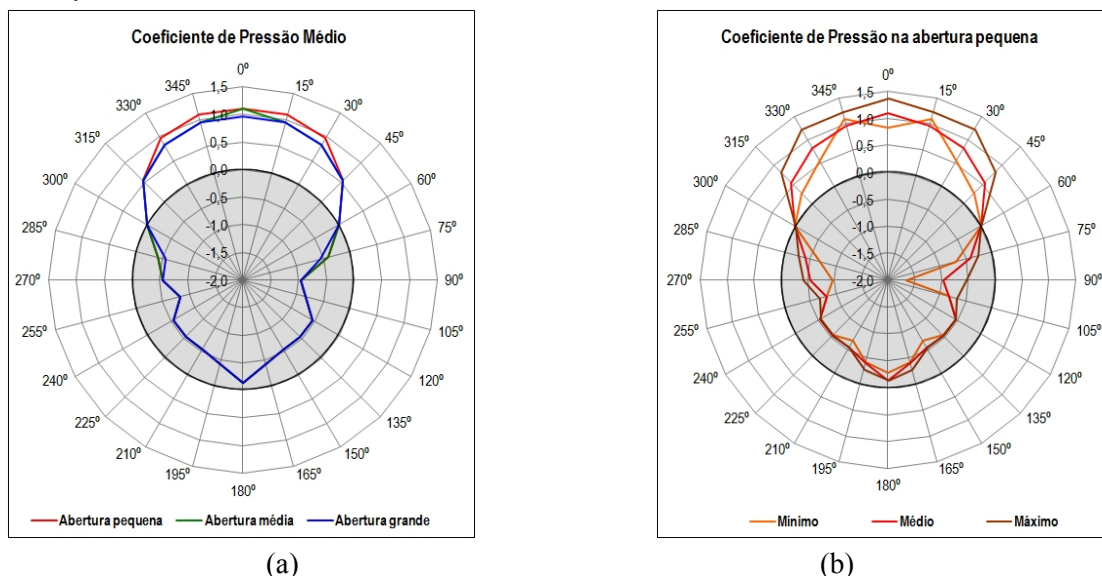 Coeficiente de Pressão Médio
0º
15º
30º
45º
60º
75º
90º
105º
120º
135º
150º
165º
180º
195º
210º
225º
240º
255º
270º
285º
300º
315º
330º
345º
1,5
1,0
0,5
0,0
-0,5
-1,0
-1,5
-2,0
Abertura pequena Abertura média Abertura grande
(a)
Coeficiente de Pressão na abertura pequena
0º
15º
30º
45º
60º
75º
90º
105º
120º
135º
150º
165º
180º
195º
210º
225º
240º
255º
270º
285º
300º
315º
330º
345º
1,5
1,0
0,5
0,0
-0,5
-1,0
-1,5
-2,0
Mínimo Médio Máximo
(b)